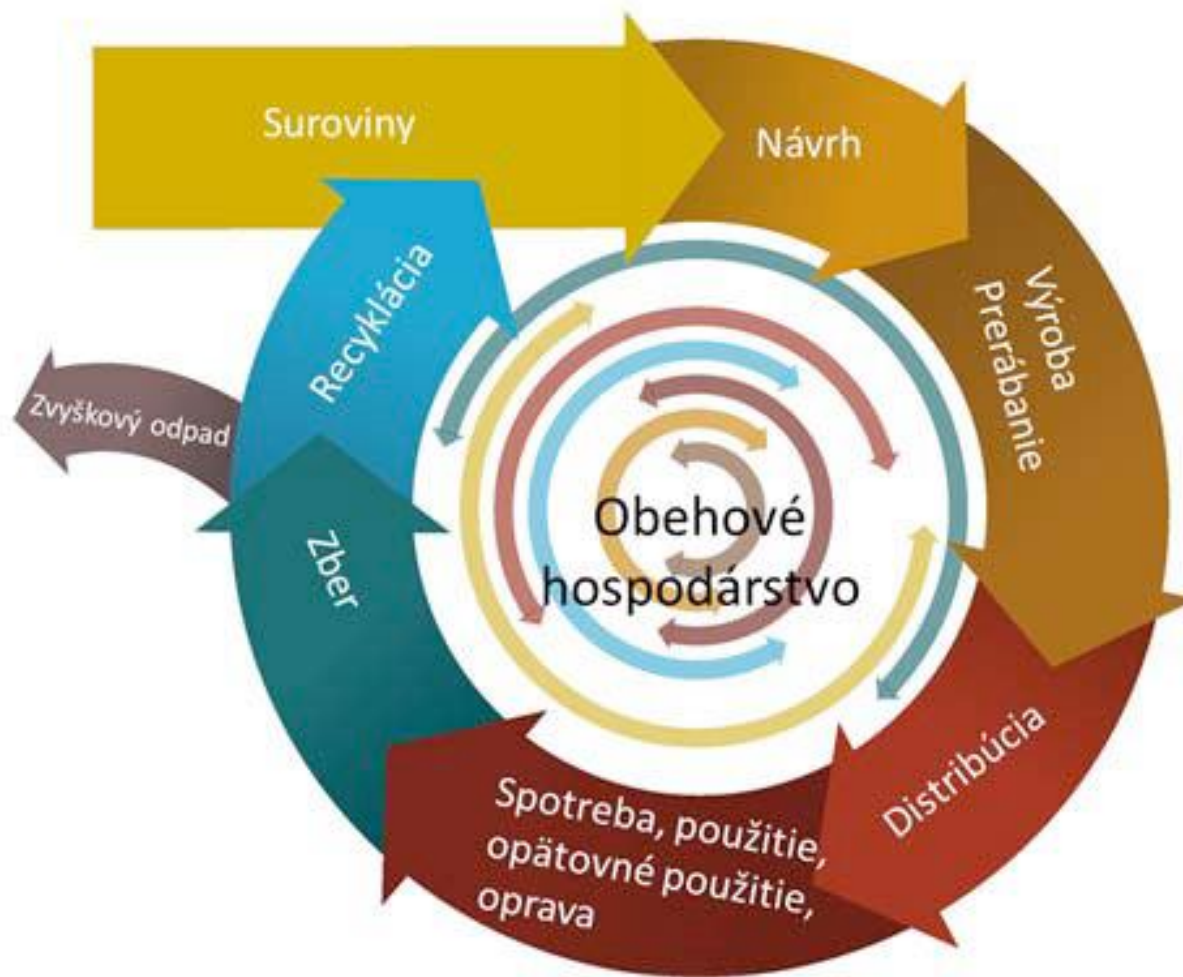 Suroviny
Návrh
Výroba
Prerábanie
Distribúcia
Spotreba, použitie,
opätovné použitie,
oprava
Zber
Recyklácia
Zvyškový odpad
Obehové
hospodárstvo